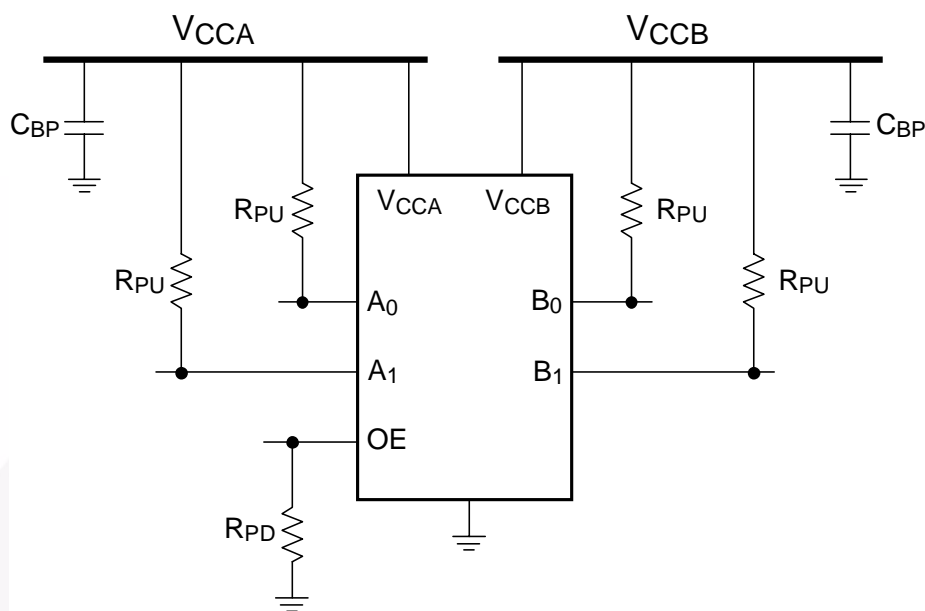 VCCA VCCB
CBP CBP
VCCA VCCB
RPU RPU
RPU RPU
A0 B0
A1 B1
OE
RPD